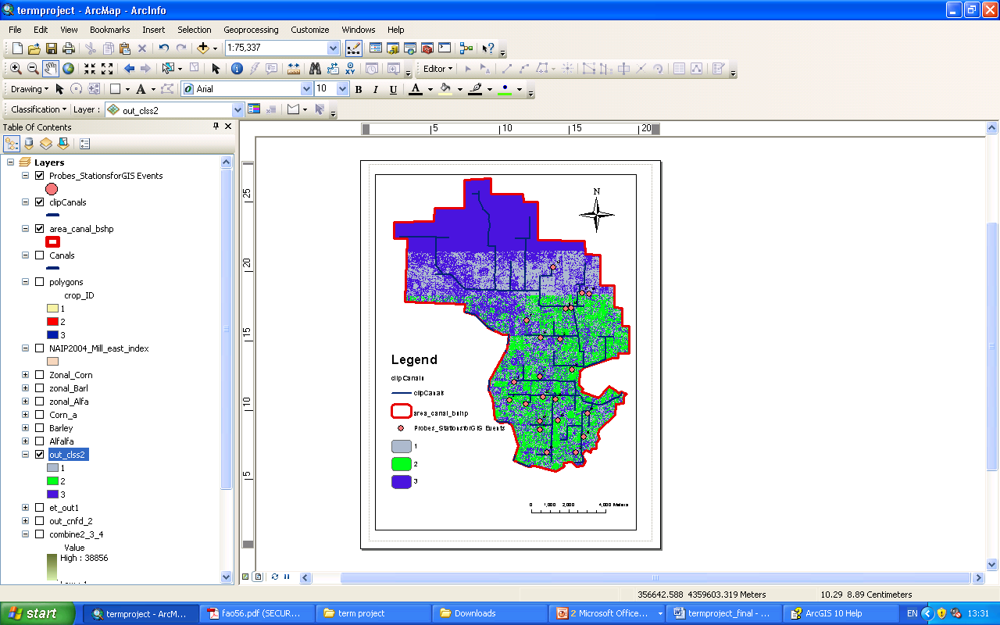 termproject - ArcMap - ArcInfo
File Edit View Bookmarks Insert Selection Geoprocessing Customize Windows Help
1:75,337
Editor
Drawing A Arial 10 B I U A
Classification Layer : out_clss2
Table Of Contents
Layers
Probes_StationsforGIS Events
clipCanals
area_canal_bshp
Canals
polygons
crop_ID
1
2
3
NAIP2004_Mill_east_index
Zonal_Corn
zonal_Barl
zonal_Alfa
Corn_a
Barley
Alfalfa
out_clss2
1
2
3
et_out1
out_cnfd_2
combine2_3_4
Value
High : 38856
5 10 15 20
25
20
15
10
5
N
Legend
clipCanals
clipCanals
area_canal_bshp
Probes_StationsforGIS Events
1
2
3
0 1,000 2,000 4,000 Meters
356642.588 4359603.319 Meters 10.29 8.89 Centimeters
start termproject - ArcM... fao56.pdf (SECUR... term project Downloads 2 Microsoft Office... termproject_final - ... ArcGIS 10 Help EN 13:31